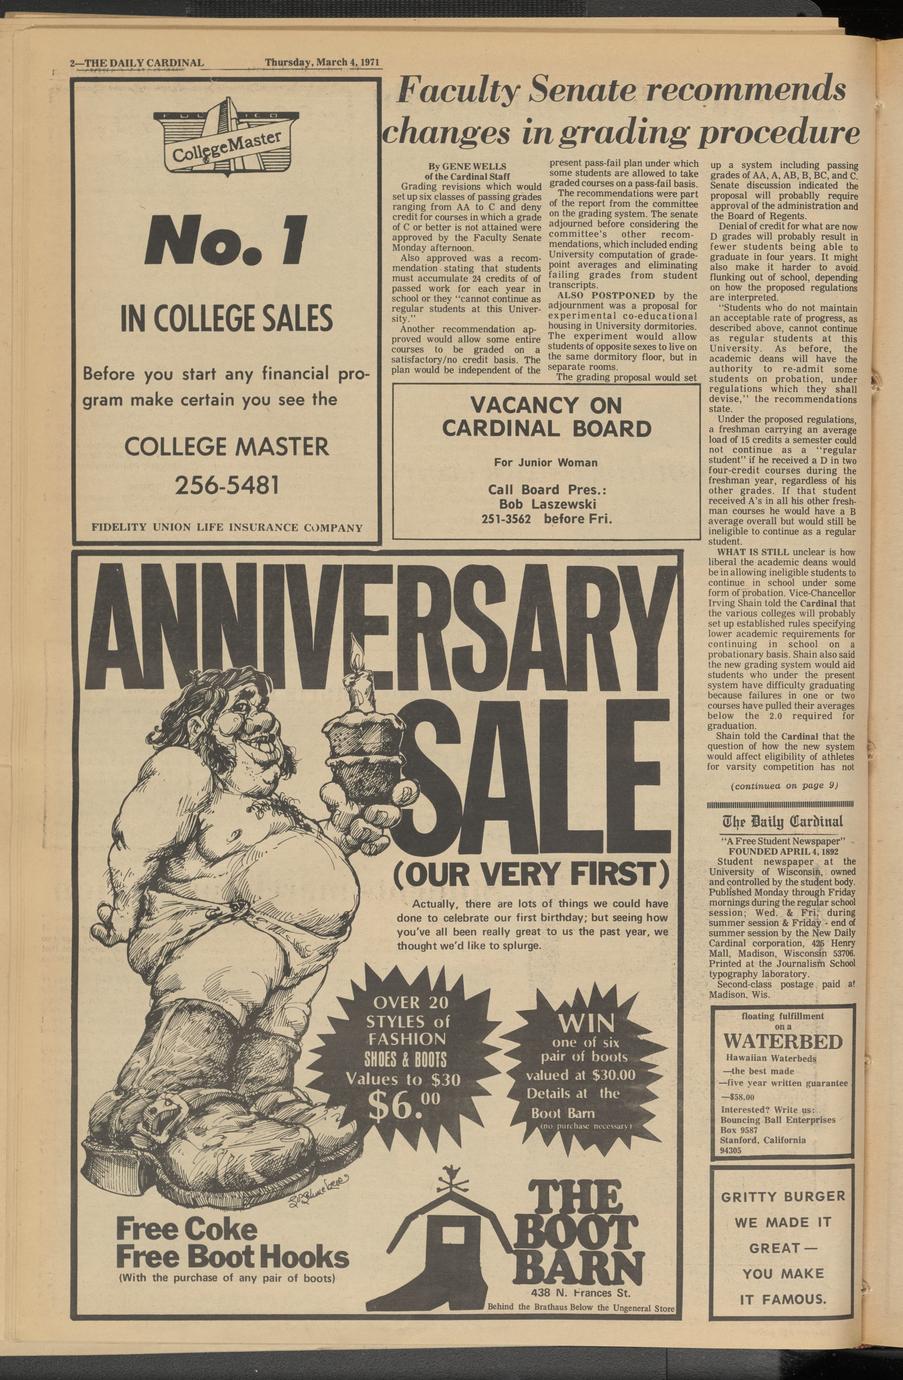 2—THE DAILY CARDINAL
Thursday, March 4, 1971
FULL FIELD
CollegeMaster
No. 1
IN COLLEGE SALES
Before you start any financial pro-
gram make certain you see the
COLLEGE MASTER
256-5481
FIDELITY UNION LIFE INSURANCE COMPANY
Faculty Senate recommends
changes in grading procedure
By GENE WELLS
of the Cardinal Staff
Grading revisions which would
set up six classes of passing grades
ranging from AA to C and deny
credit for courses in which a grade
of C or better is not attained were
approved by the Faculty Senate
Monday afternoon.
Also approved was a recom-
mendation stating that students
must accumulate 24 credits of of
passed work for each year in
school or they "cannot continue as
regular students at this Univer-
sity."
Another recommendation ap-
proved would allow some entire
courses to be graded on a
satisfactory/no credit basis. The
plan would be independent of the
present pass-fail plan under which
some students are allowed to take
graded courses on a pass-fail basis.
The recommendations were part
of the report from the committee
on the grading system. The senate
adjourned before considering the
committee's other recom-
mendations, which included ending
University computation of grade-
point averages and eliminating
failing grades from student
transcripts.
ALSO POSTPONED by the
adjournment was a proposal for
experimental co-educational
housing in University dormitories.
The experiment would allow
students of opposite sexes to live on
the same dormitory floor, but in
separate rooms.
The grading proposal would set
up a system including passing
grades of AA, A, AB, B, BC, and C.
Senate discussion indicated the
proposal will probablly require
approval of the administration and
the Board of Regents.
Denial of credit for what are now
D grades will probably result in
fewer students being able to
graduate in four years. It might
also make it harder to avoid
flunking out of school, depending
on how the proposed regulations
are interpreted.
"Students who do not maintain
an acceptable rate of progress, as
described above, cannot continue
as regular students at this
University. As before, the
academic deans will have the
authority to re-admit some
students on probation, under
regulations which they shall
devise," the recommendations
state.
Under the proposed regulations,
a freshman carrying an average
load of 15 credits a semester could
not continue as a "regular
student" if he received a D in two
four-credit courses during the
freshman year, regardless of his
other grades. If that student
received A's in all his other fresh-
man courses he would have a B
average overall but would still be
ineligible to continue as a regular
student.
WHAT IS STILL unclear is how
liberal the academic deans would
be in allowing ineligible students to
continue in school under some
form of probation. Vice-Chancellor
Irving Shain told the Cardinal that
the various colleges will probably
set up established rules specifying
lower academic requirements for
continuing in school on a
probationary basis. Shain also said
the new grading system would aid
students who under the present
system have difficulty graduating
because failures in one or two
courses have pulled their averages
below the 2.0 required for
graduation.
Shain told the Cardinal that the
question of how the new system
would affect eligibility of athletes
for varsity competition has not
(continued on page 9)
VACANCY ON
CARDINAL BOARD
For Junior Woman
Call Board Pres.:
Bob Laszewski
251-3562 before Fri.
ANNIVERSARY
SALE
(OUR VERY FIRST)
Actually, there are lots of things we could have
done to celebrate our first birthday; but seeing how
you've all been really great to us the past year, we
thought we'd like to splurge.
OVER 20
STYLES of
FASHION
SHOES & BOOTS
Values to $30
$6.00
WIN
one of six
pair of boots
valued at $30.00
Details at the
Boot Barn
(no purchase necessary)
Free Coke
Free Boot Hooks
(With the purchase of any pair of boots)
THE
BOOT
BARN
438 N. Frances St.
Behind the Brathaus Below the Ungeneral Store
The Daily Cardinal
"A Free Student Newspaper"
FOUNDED APRIL 4, 1892
Student newspaper at the
University of Wisconsin, owned
and controlled by the student body.
Published Monday through Friday
mornings during the regular school
session; Wed. & Fri. during
summer session & Friday - end of
summer session by the New Daily
Cardinal corporation, 425 Henry
Mall, Madison, Wisconsin 53706.
Printed at the Journalism School
typography laboratory.
Second-class postage paid at
Madison, Wis.
floating fulfillment
on a
WATERBED
Hawaiian Waterbeds
—the best made
—five year written guarantee
—$58.00
Interested? Write us:
Bouncing Ball Enterprises
Box 9587
Stanford, California
94305
GRITTY BURGER
WE MADE IT
GREAT—
YOU MAKE
IT FAMOUS.